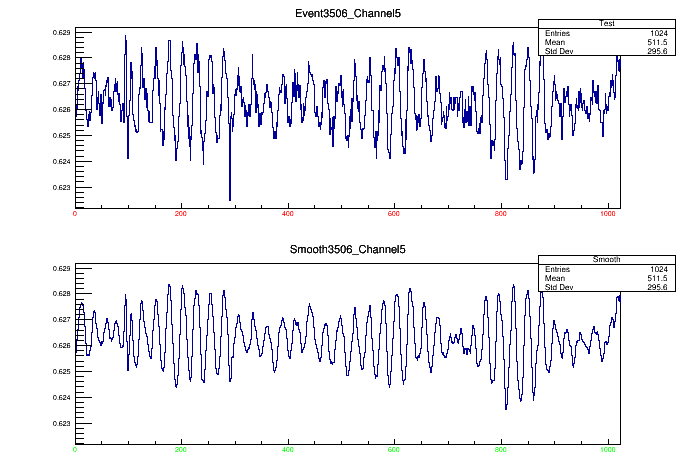 Event3506_Channel5
Test
Entries 1024
Mean 511.5
Std Dev 295.6
0.629
0.628
0.627
0.626
0.625
0.624
0.623
0 200 400 600 800 1000
Smooth3506_Channel5
Smooth
Entries 1024
Mean 511.5
Std Dev 295.6
0.629
0.628
0.627
0.626
0.625
0.624
0.623
0 200 400 600 800 1000